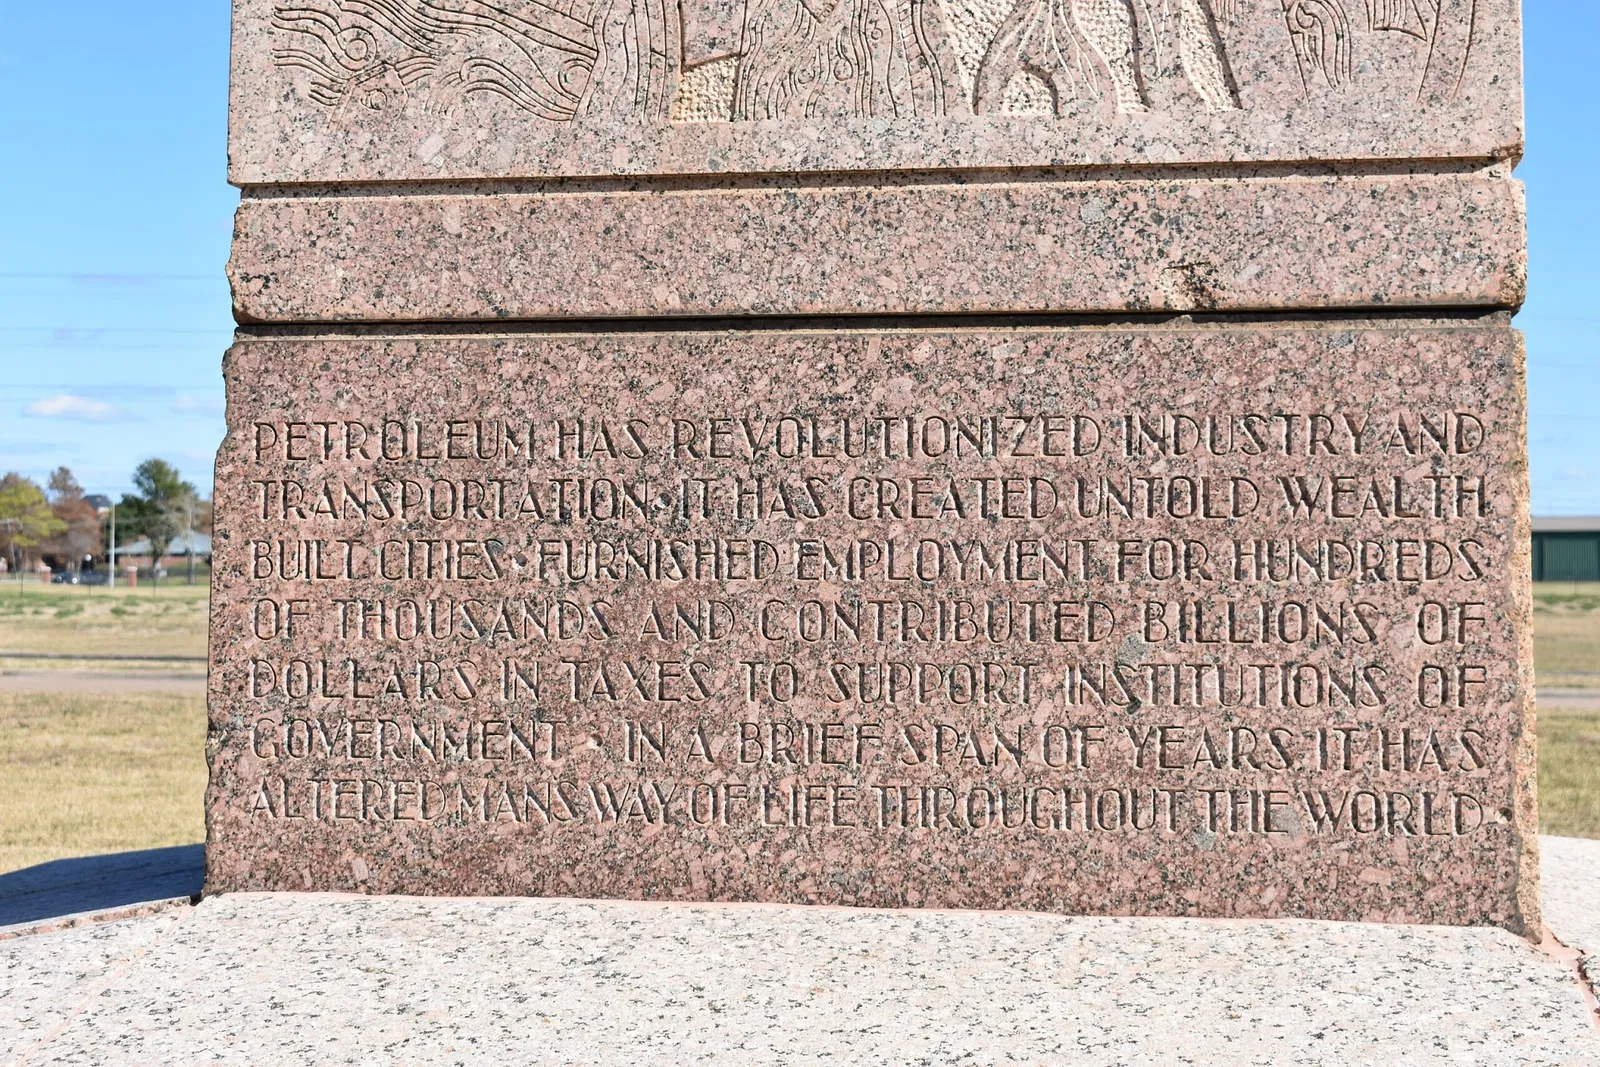 PETROLEUM HAS REVOLUTIONIZED INDUSTRY AND
TRANSPORTATION · IT HAS CREATED UNTOLD WEALTH
BUILT CITIES · FURNISHED EMPLOYMENT FOR HUNDREDS
OF THOUSANDS AND CONTRIBUTED BILLIONS OF
DOLLARS IN TAXES TO SUPPORT INSTITUTIONS OF
GOVERNMENT · IN A BRIEF SPAN OF YEARS IT HAS
ALTERED MANS WAY OF LIFE THROUGHOUT THE WORLD·